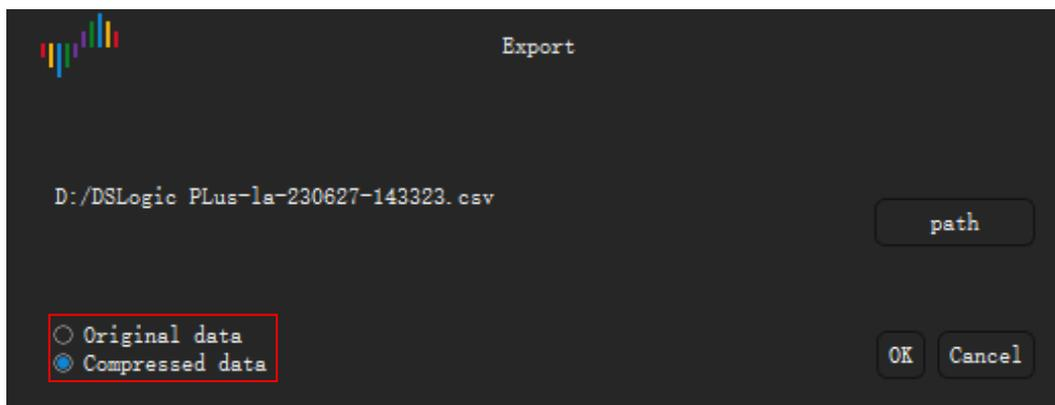 Export
D:/DSLogic PLus-la-230627-143323.csv
path
Original data
Compressed data
OK
Cancel